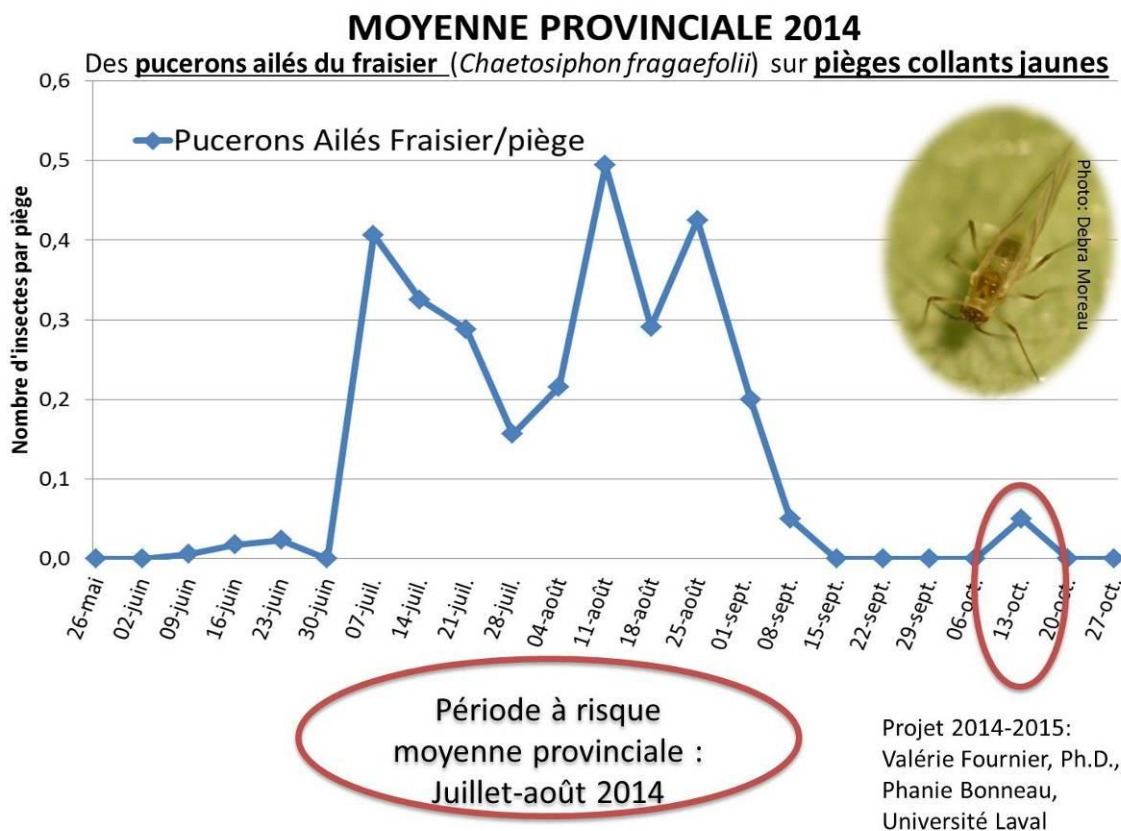 MOYENNE PROVINCIALE 2014
Des pucerons ailés du fraisier (Chaetosiphon fragaefolii) sur pièges collants jaunes
0,6
0,5
0,4
0,3
0,2
0,1
0,0
Nombre d'insectes par piège
Pucerons Ailés Fraisier/piège
Photo: Debra Moreau
26-mai
02-juin
09-juin
16-juin
23-juin
30-juin
07-juil.
14-juil.
21-juil.
28-juil.
04-août
11-août
18-août
25-août
01-sept.
08-sept.
15-sept.
22-sept.
29-sept.
06-oct.
13-oct.
20-oct.
27-oct.
Période à risque
moyenne provinciale :
Juillet-août 2014
Projet 2014-2015:
Valérie Fournier, Ph.D.,
Phanie Bonneau,
Université Laval